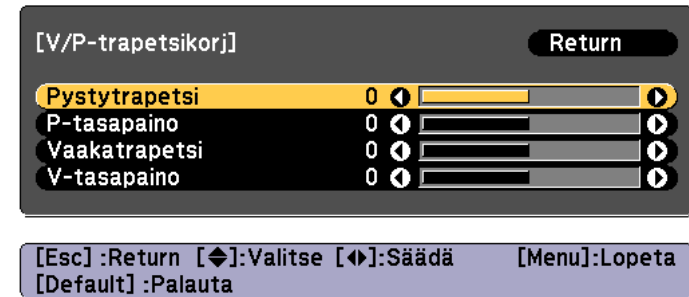 [V/P-trapetsikorj] Return
Pystytrapetsi 0
P-tasapaino 0
Vaakatrapetsi 0
V-tasapaino 0
[Esc] :Return [◆]:Valitse [◀▶]:Säädä [Menu]:Lopeta
[Default] :Palauta